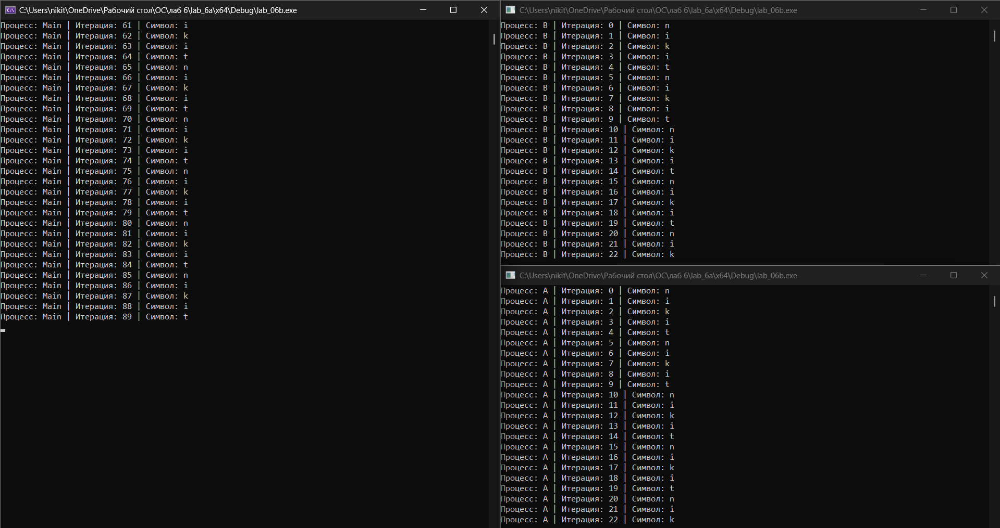 C:\Users\nikit\OneDrive\Рабочий стол\ОС\лаб 6\lab_6a\x64\Debug\lab_06b.exe
Процесс: Main | Итерация: 61 | Символ: i
Процесс: Main | Итерация: 62 | Символ: k
Процесс: Main | Итерация: 63 | Символ: i
Процесс: Main | Итерация: 64 | Символ: t
Процесс: Main | Итерация: 65 | Символ: n
Процесс: Main | Итерация: 66 | Символ: i
Процесс: Main | Итерация: 67 | Символ: k
Процесс: Main | Итерация: 68 | Символ: i
Процесс: Main | Итерация: 69 | Символ: t
Процесс: Main | Итерация: 70 | Символ: n
Процесс: Main | Итерация: 71 | Символ: i
Процесс: Main | Итерация: 72 | Символ: k
Процесс: Main | Итерация: 73 | Символ: i
Процесс: Main | Итерация: 74 | Символ: t
Процесс: Main | Итерация: 75 | Символ: n
Процесс: Main | Итерация: 76 | Символ: i
Процесс: Main | Итерация: 77 | Символ: k
Процесс: Main | Итерация: 78 | Символ: i
Процесс: Main | Итерация: 79 | Символ: t
Процесс: Main | Итерация: 80 | Символ: n
Процесс: Main | Итерация: 81 | Символ: i
Процесс: Main | Итерация: 82 | Символ: k
Процесс: Main | Итерация: 83 | Символ: i
Процесс: Main | Итерация: 84 | Символ: t
Процесс: Main | Итерация: 85 | Символ: n
Процесс: Main | Итерация: 86 | Символ: i
Процесс: Main | Итерация: 87 | Символ: k
Процесс: Main | Итерация: 88 | Символ: i
Процесс: Main | Итерация: 89 | Символ: t
C:\Users\nikit\OneDrive\Рабочий стол\ОС\лаб 6\lab_6a\x64\Debug\lab_06b.exe
Процесс: B | Итерация: 0 | Символ: n
Процесс: B | Итерация: 1 | Символ: i
Процесс: B | Итерация: 2 | Символ: k
Процесс: B | Итерация: 3 | Символ: i
Процесс: B | Итерация: 4 | Символ: t
Процесс: B | Итерация: 5 | Символ: n
Процесс: B | Итерация: 6 | Символ: i
Процесс: B | Итерация: 7 | Символ: k
Процесс: B | Итерация: 8 | Символ: i
Процесс: B | Итерация: 9 | Символ: t
Процесс: B | Итерация: 10 | Символ: n
Процесс: B | Итерация: 11 | Символ: i
Процесс: B | Итерация: 12 | Символ: k
Процесс: B | Итерация: 13 | Символ: i
Процесс: B | Итерация: 14 | Символ: t
Процесс: B | Итерация: 15 | Символ: n
Процесс: B | Итерация: 16 | Символ: i
Процесс: B | Итерация: 17 | Символ: k
Процесс: B | Итерация: 18 | Символ: i
Процесс: B | Итерация: 19 | Символ: t
Процесс: B | Итерация: 20 | Символ: n
Процесс: B | Итерация: 21 | Символ: i
Процесс: B | Итерация: 22 | Символ: k
C:\Users\nikit\OneDrive\Рабочий стол\ОС\лаб 6\lab_6a\x64\Debug\lab_06b.exe
Процесс: A | Итерация: 0 | Символ: n
Процесс: A | Итерация: 1 | Символ: i
Процесс: A | Итерация: 2 | Символ: k
Процесс: A | Итерация: 3 | Символ: i
Процесс: A | Итерация: 4 | Символ: t
Процесс: A | Итерация: 5 | Символ: n
Процесс: A | Итерация: 6 | Символ: i
Процесс: A | Итерация: 7 | Символ: k
Процесс: A | Итерация: 8 | Символ: i
Процесс: A | Итерация: 9 | Символ: t
Процесс: A | Итерация: 10 | Символ: n
Процесс: A | Итерация: 11 | Символ: i
Процесс: A | Итерация: 12 | Символ: k
Процесс: A | Итерация: 13 | Символ: i
Процесс: A | Итерация: 14 | Символ: t
Процесс: A | Итерация: 15 | Символ: n
Процесс: A | Итерация: 16 | Символ: i
Процесс: A | Итерация: 17 | Символ: k
Процесс: A | Итерация: 18 | Символ: i
Процесс: A | Итерация: 19 | Символ: t
Процесс: A | Итерация: 20 | Символ: n
Процесс: A | Итерация: 21 | Символ: i
Процесс: A | Итерация: 22 | Символ: k